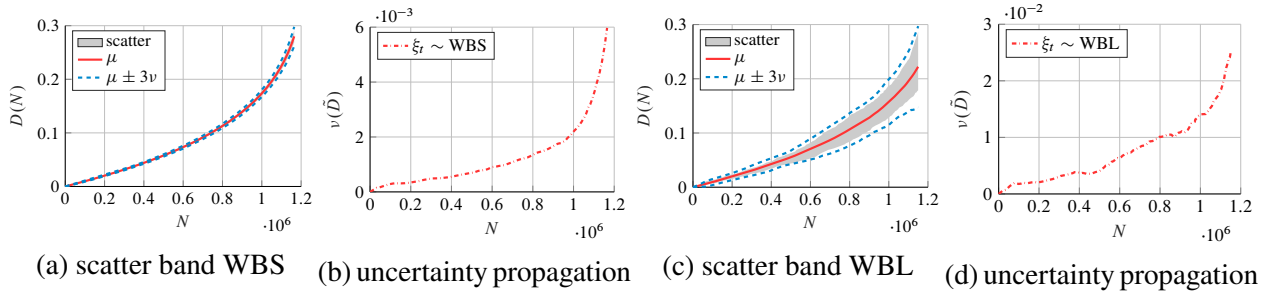 0.3
0.2
0.1
0
D(N)
scatter
μ
μ ± 3ν
0 0.2 0.4 0.6 0.8 1 1.2
N
·10⁶
(a) scatter band WBS
·10⁻³
6
4
2
0
ν(D̃)
ξₜ ∼ WBS
0 0.2 0.4 0.6 0.8 1 1.2
N
·10⁶
(b) uncertainty propagation
0.3
0.2
0.1
0
D(N)
scatter
μ
μ ± 3ν
0 0.2 0.4 0.6 0.8 1 1.2
N
·10⁶
(c) scatter band WBL
·10⁻²
3
2
1
0
ν(D̃)
ξₜ ∼ WBL
0 0.2 0.4 0.6 0.8 1 1.2
N
·10⁶
(d) uncertainty propagation